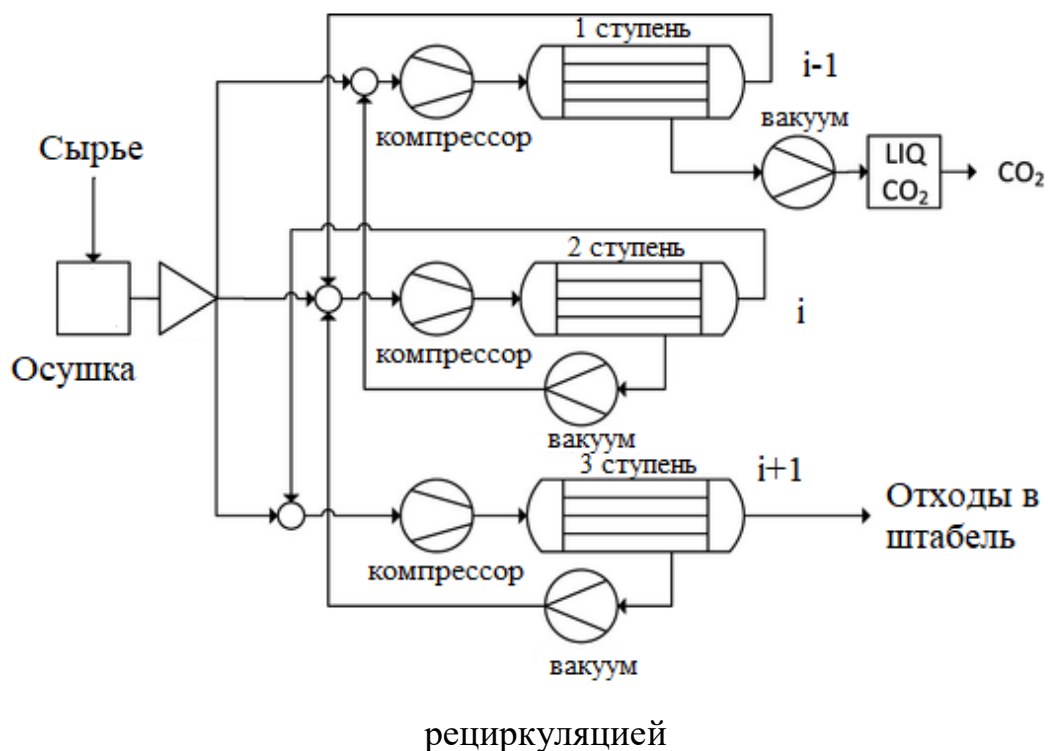 1 ступень
i-1
компрессор
вакуум
Сырье
LIQ
CO₂
CO₂
2 ступень
i
Осушка
компрессор
вакуум
3 ступень
i+1
Отходы в
штабель
компрессор
вакуум
рециркуляцией